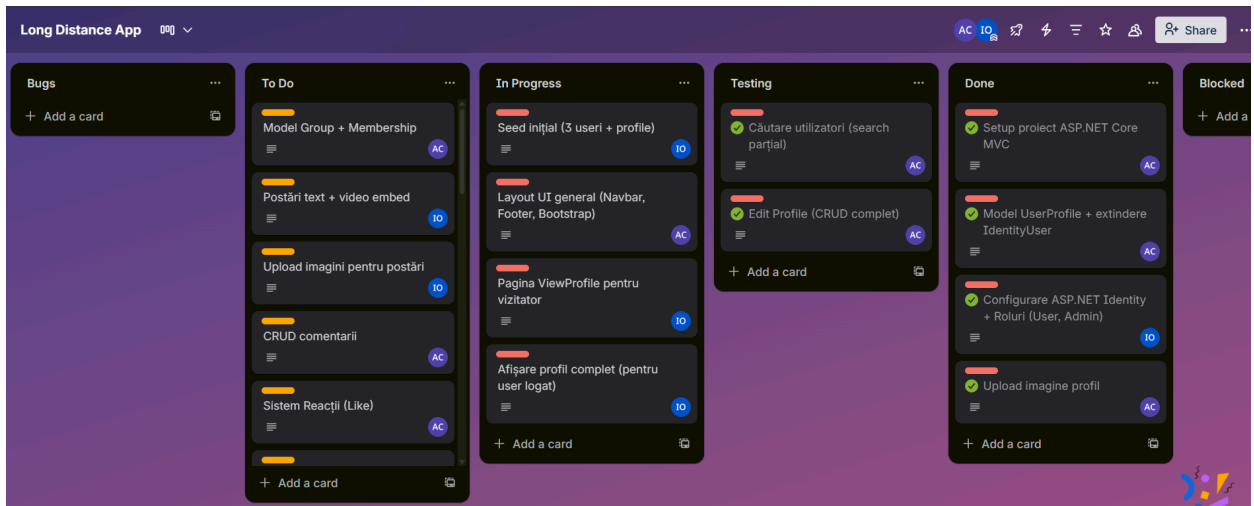 Long Distance App
AC IO
Share
Bugs
Add a card
To Do
Model Group + Membership
AC
Postări text + video embed
IO
Upload imagini pentru postări
IO
CRUD comentarii
AC
Sistem Reacții (Like)
AC
Add a card
In Progress
Seed inițial (3 useri + profile)
IO
Layout UI general (Navbar,
Footer, Bootstrap)
AC
Pagina ViewProfile pentru
vizitator
IO
Afișare profil complet (pentru
user logat)
IO
Add a card
Testing
Căutare utilizatori (search
parțial)
AC
Edit Profile (CRUD complet)
AC
Add a card
Done
Setup proiect ASP.NET Core
MVC
AC
Model UserProfile + extindere
IdentityUser
AC
Configurare ASP.NET Identity
+ Roluri (User, Admin)
IO
Upload imagine profil
AC
Add a card
Blocked
Add a